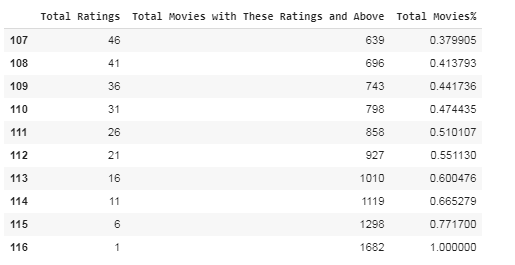 Total Ratings Total Movies with These Ratings and Above Total Movies%
107 46 639 0.379905
108 41 696 0.413793
109 36 743 0.441736
110 31 798 0.474435
111 26 858 0.510107
112 21 927 0.551130
113 16 1010 0.600476
114 11 1119 0.665279
115 6 1298 0.771700
116 1 1682 1.000000